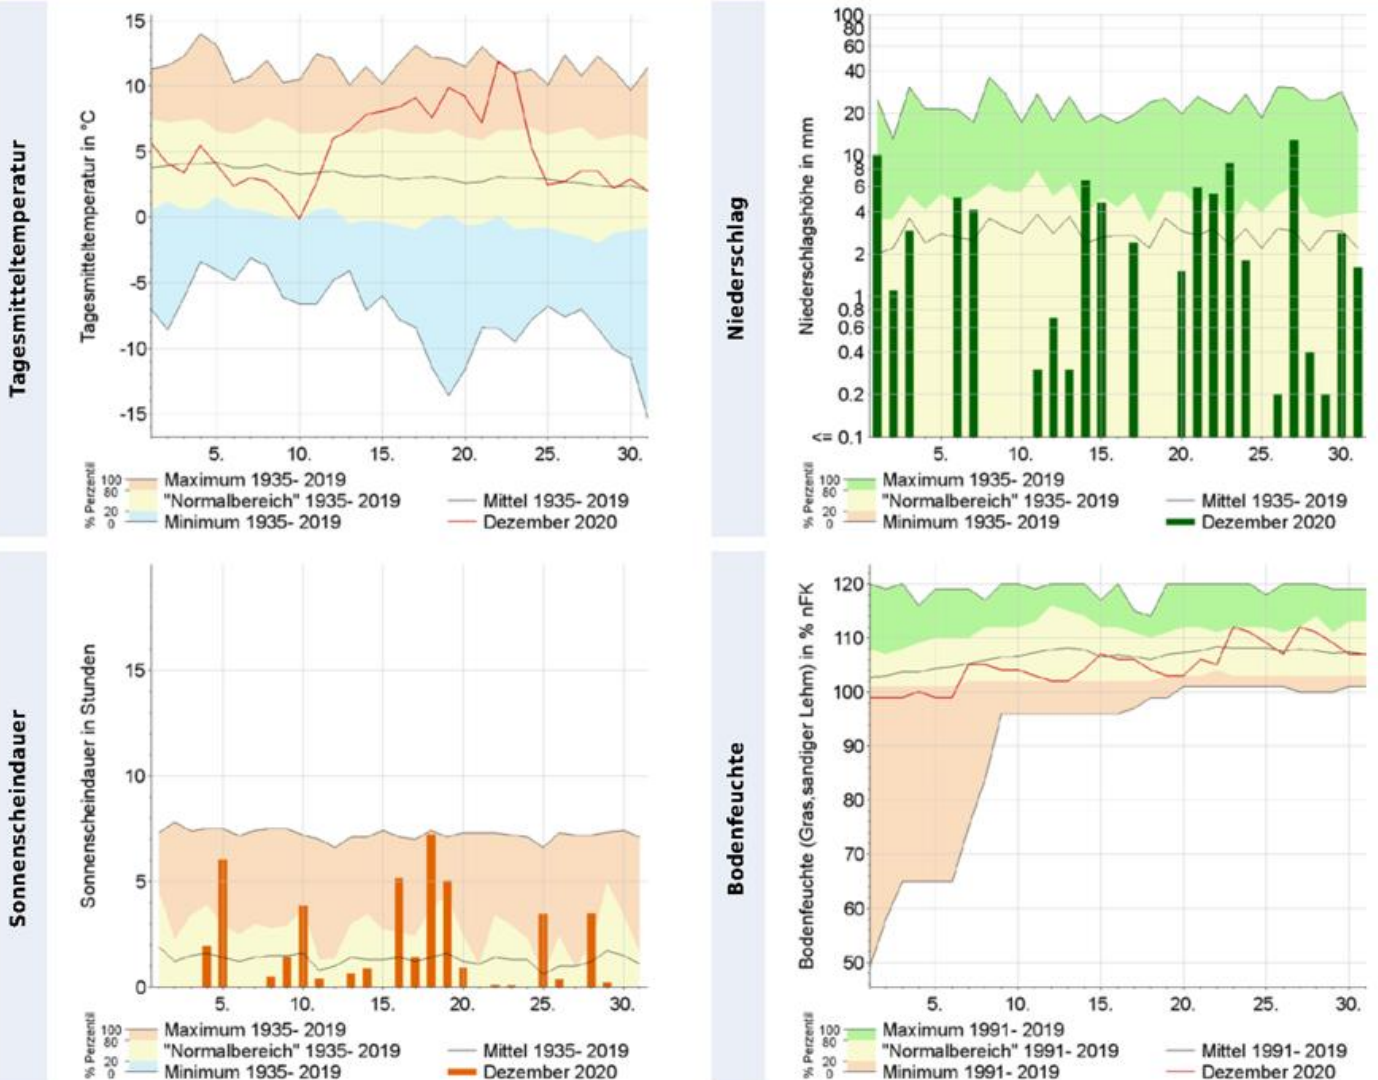 Tagesmitteltemperatur
Tagesmitteltemperatur in °C
15
10
5
0
-5
-10
-15
5. 10. 15. 20. 25. 30.
% Perzentil
100
80
20
0
Maximum 1935- 2019
"Normalbereich" 1935- 2019
Minimum 1935- 2019
Mittel 1935- 2019
Dezember 2020
Niederschlag
Niederschlagshöhe in mm
100
80
60
40
20
10
8
6
4
2
1
0.8
0.6
0.4
0.2
<= 0.1
5. 10. 15. 20. 25. 30.
% Perzentil
100
80
20
0
Maximum 1935- 2019
"Normalbereich" 1935- 2019
Minimum 1935- 2019
Mittel 1935- 2019
Dezember 2020
Sonnenscheindauer
Sonnenscheindauer in Stunden
15
10
5
0
5. 10. 15. 20. 25. 30.
% Perzentil
100
80
20
0
Maximum 1935- 2019
"Normalbereich" 1935- 2019
Minimum 1935- 2019
Mittel 1935- 2019
Dezember 2020
Bodenfeuchte
Bodenfeuchte (Gras,sandiger Lehm) in % nFK
120
110
100
90
80
70
60
50
5. 10. 15. 20. 25. 30.
% Perzentil
100
80
20
0
Maximum 1991- 2019
"Normalbereich" 1991- 2019
Minimum 1991- 2019
Mittel 1991- 2019
Dezember 2020